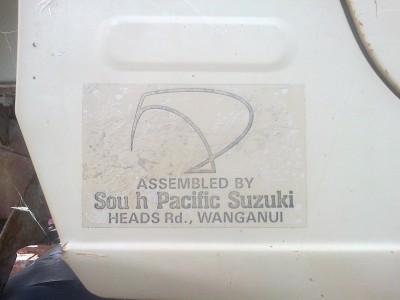 ASSEMBLED BY
Sou h Pacific Suzuki
HEADS Rd., WANGANUI